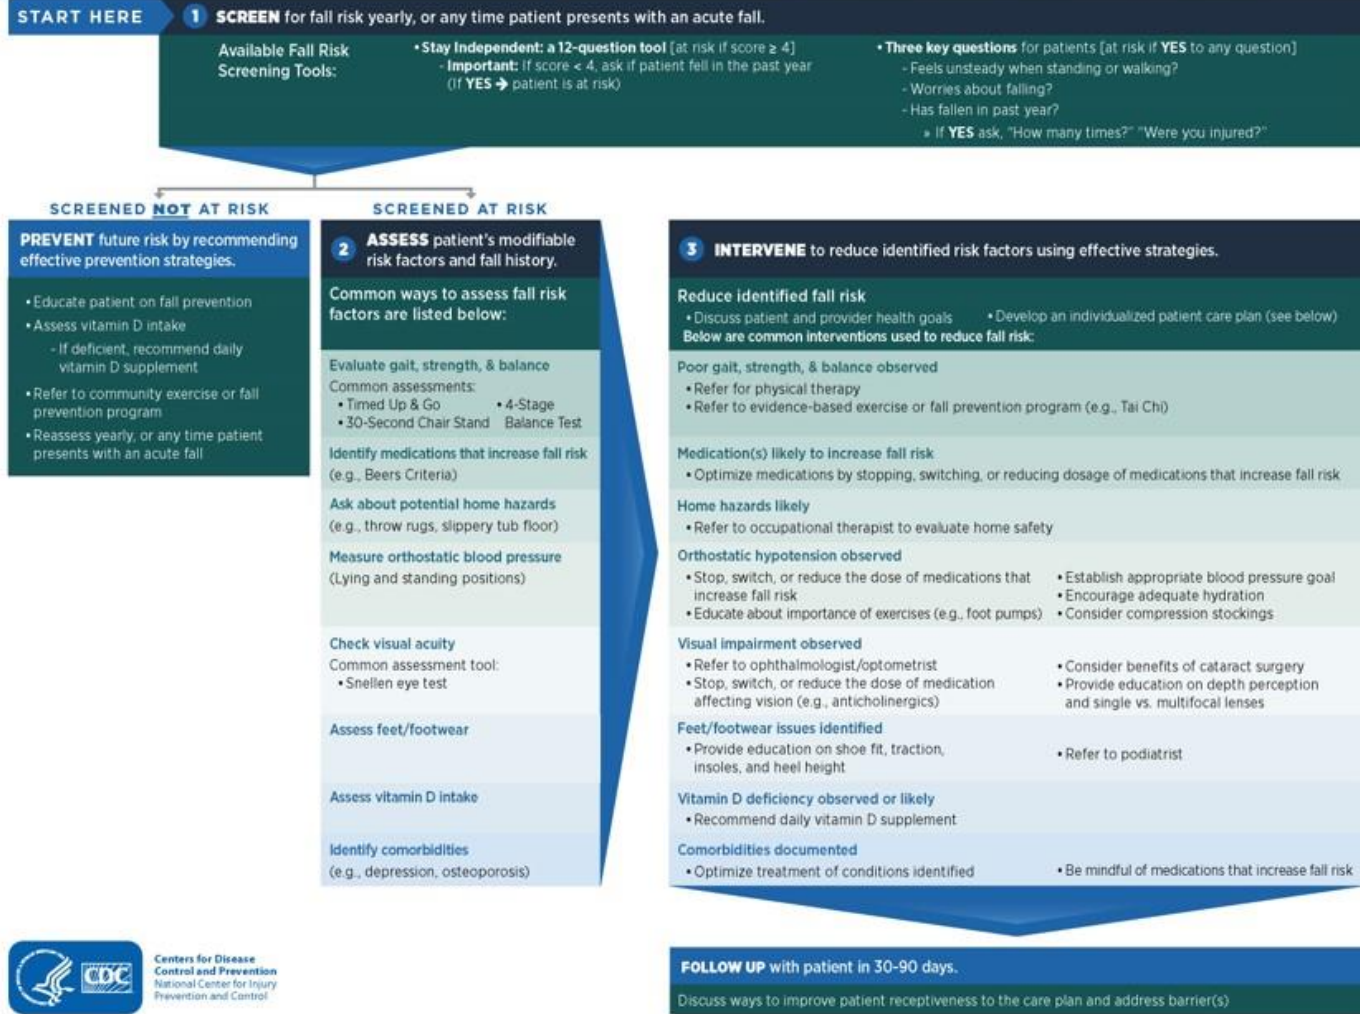 START HERE
1 SCREEN for fall risk yearly, or any time patient presents with an acute fall.
Available Fall Risk
Screening Tools:
• Stay Independent: a 12-question tool [at risk if score ≥ 4]
- Important: If score < 4, ask if patient fell in the past year
(If YES → patient is at risk)
• Three key questions for patients [at risk if YES to any question]
- Feels unsteady when standing or walking?
- Worries about falling?
- Has fallen in past year?
» If YES ask, "How many times?" "Were you injured?"
SCREENED NOT AT RISK
PREVENT future risk by recommending
effective prevention strategies.
• Educate patient on fall prevention
• Assess vitamin D intake
- If deficient, recommend daily
vitamin D supplement
• Refer to community exercise or fall
prevention program
• Reassess yearly, or any time patient
presents with an acute fall
SCREENED AT RISK
2 ASSESS patient's modifiable
risk factors and fall history.
Common ways to assess fall risk
factors are listed below:
Evaluate gait, strength, & balance
Common assessments:
• Timed Up & Go
• 30-Second Chair Stand
• 4-Stage
Balance Test
Identify medications that increase fall risk
(e.g., Beers Criteria)
Ask about potential home hazards
(e.g., throw rugs, slippery tub floor)
Measure orthostatic blood pressure
(Lying and standing positions)
Check visual acuity
Common assessment tool:
• Snellen eye test
Assess feet/footwear
Assess vitamin D intake
Identify comorbidities
(e.g., depression, osteoporosis)
3 INTERVENE to reduce identified risk factors using effective strategies.
Reduce identified fall risk
• Discuss patient and provider health goals
• Develop an individualized patient care plan (see below)
Below are common interventions used to reduce fall risk:
Poor gait, strength, & balance observed
• Refer for physical therapy
• Refer to evidence-based exercise or fall prevention program (e.g., Tai Chi)
Medication(s) likely to increase fall risk
• Optimize medications by stopping, switching, or reducing dosage of medications that increase fall risk
Home hazards likely
• Refer to occupational therapist to evaluate home safety
Orthostatic hypotension observed
• Stop, switch, or reduce the dose of medications that
increase fall risk
• Educate about importance of exercises (e.g., foot pumps)
• Establish appropriate blood pressure goal
• Encourage adequate hydration
• Consider compression stockings
Visual impairment observed
• Refer to ophthalmologist/optometrist
• Stop, switch, or reduce the dose of medication
affecting vision (e.g., anticholinergics)
• Consider benefits of cataract surgery
• Provide education on depth perception
and single vs. multifocal lenses
Feet/footwear issues identified
• Provide education on shoe fit, traction,
insoles, and heel height
• Refer to podiatrist
Vitamin D deficiency observed or likely
• Recommend daily vitamin D supplement
Comorbidities documented
• Optimize treatment of conditions identified
• Be mindful of medications that increase fall risk
FOLLOW UP with patient in 30-90 days.
Discuss ways to improve patient receptiveness to the care plan and address barrier(s)
CDC
Centers for Disease
Control and Prevention
National Center for Injury
Prevention and Control